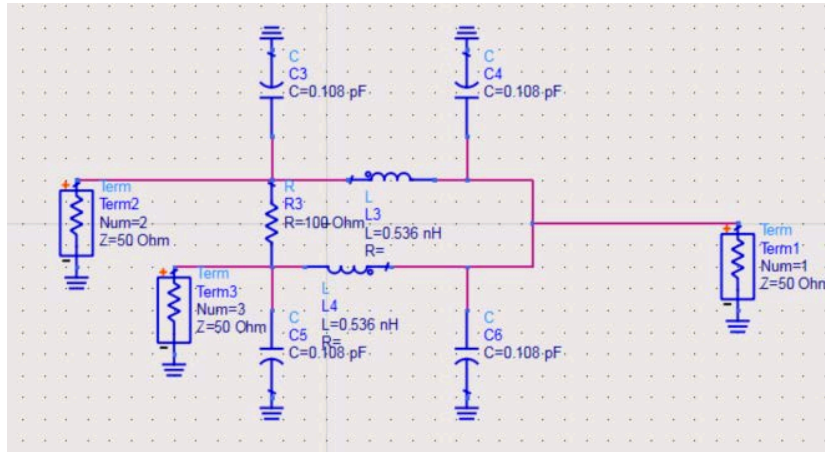 C
C3
C=0.108 pF
C
C4
C=0.108 pF
Term
Term2
Num=2
Z=50 Ohm
R
R3
R=100 Ohm
L
L3
L=0.536 nH
R=
Term
Term1
Num=1
Z=50 Ohm
Term
Term3
Num=3
Z=50 Ohm
L
L4
L=0.536 nH
R=
C
C5
C=0.108 pF
C
C6
C=0.108 pF